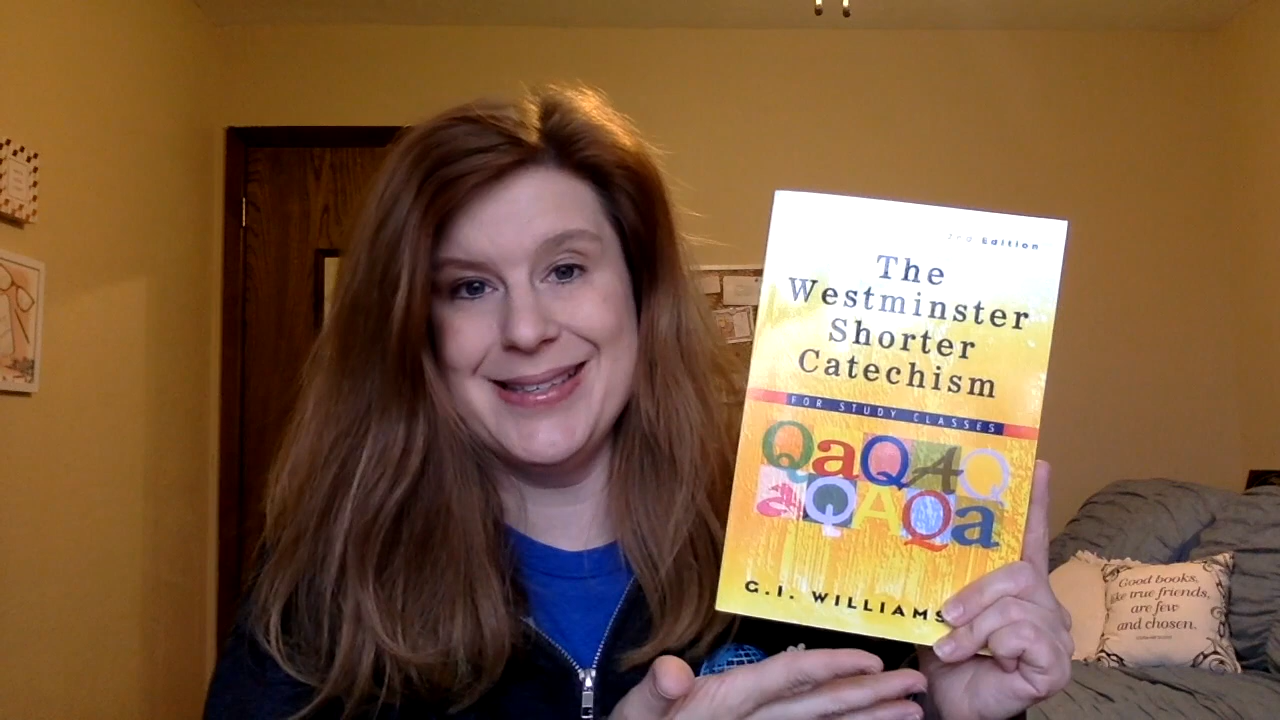 2nd Edition
The
Westminster
Shorter
Catechism
FOR STUDY CLASSES
QaQAQ
aQAQa
G.I. WILLIAMS
Good books,
like true friends,
are few
and chosen.